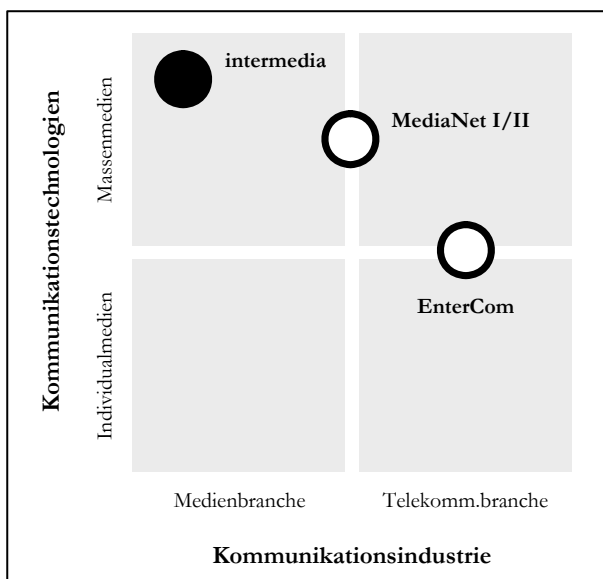 intermedia
MediaNet I/II
EnterCom
Kommunikationstechnologien
Massenmedien
Individualmedien
Medienbranche
Telekomm.branche
Kommunikationsindustrie